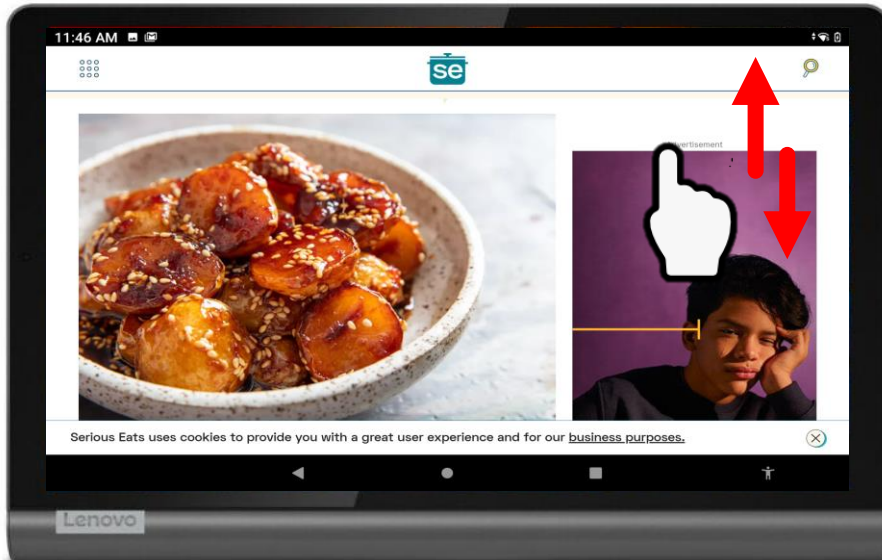 11:46 AM
se
vertisement
Serious Eats uses cookies to provide you with a great user experience and for our business purposes.
Lenovo